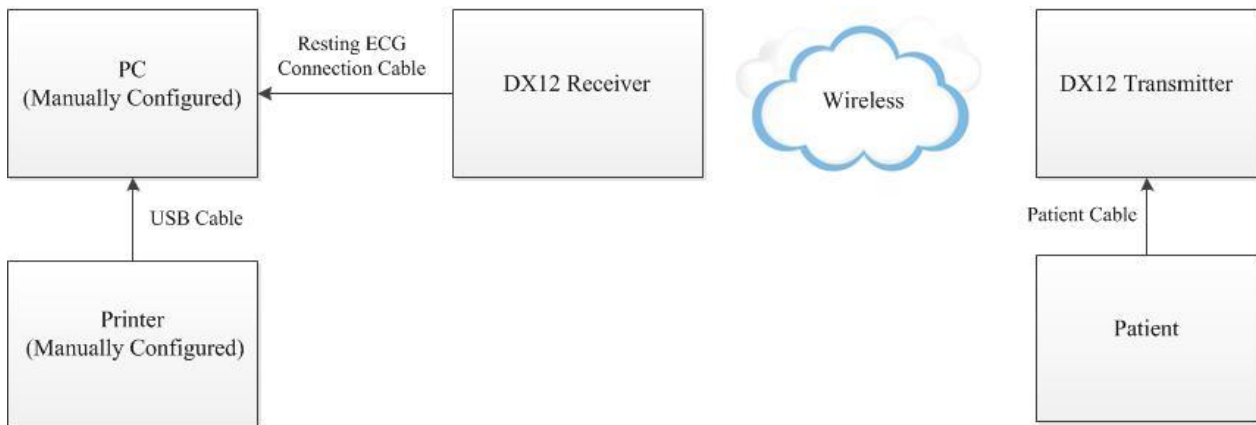 PC
(Manually Configured)
Resting ECG
Connection Cable
DX12 Receiver
Wireless
DX12 Transmitter
USB Cable
Patient Cable
Printer
(Manually Configured)
Patient